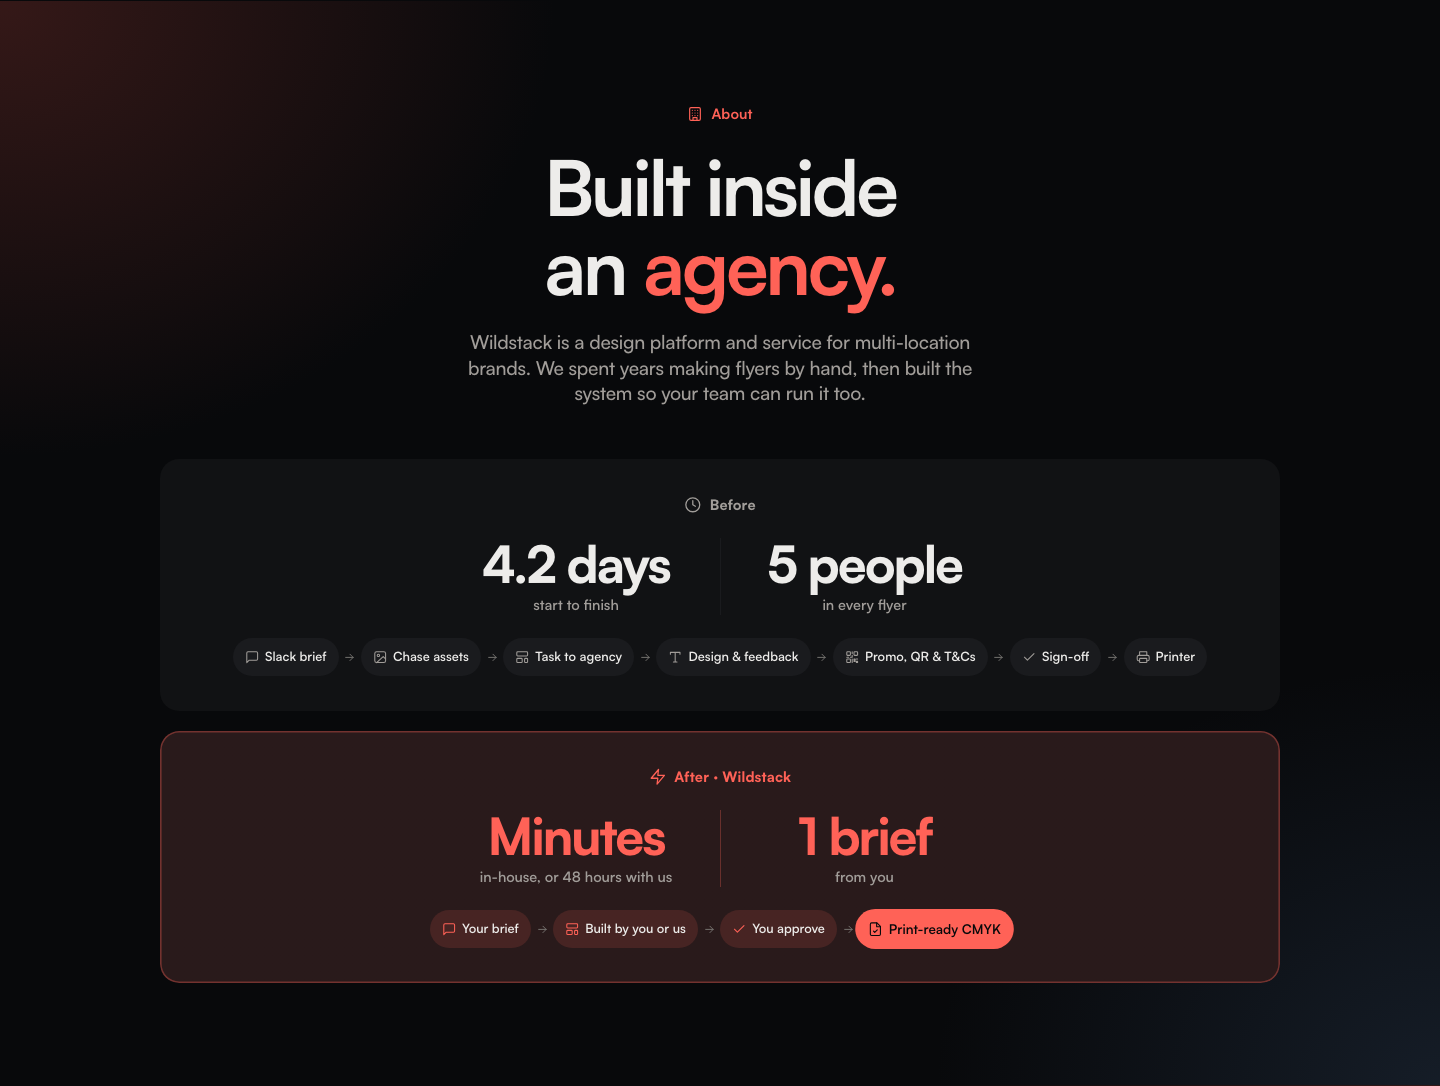 About
Built inside
an agency.
Wildstack is a design platform and service for multi-location
brands. We spent years making flyers by hand, then built the
system so your team can run it too.
Before
4.2 days
start to finish
5 people
in every flyer
Slack brief → Chase assets → Task to agency → Design & feedback → Promo, QR & T&Cs → Sign-off → Printer
After · Wildstack
Minutes
in-house, or 48 hours with us
1 brief
from you
Your brief → Built by you or us → You approve → Print-ready CMYK